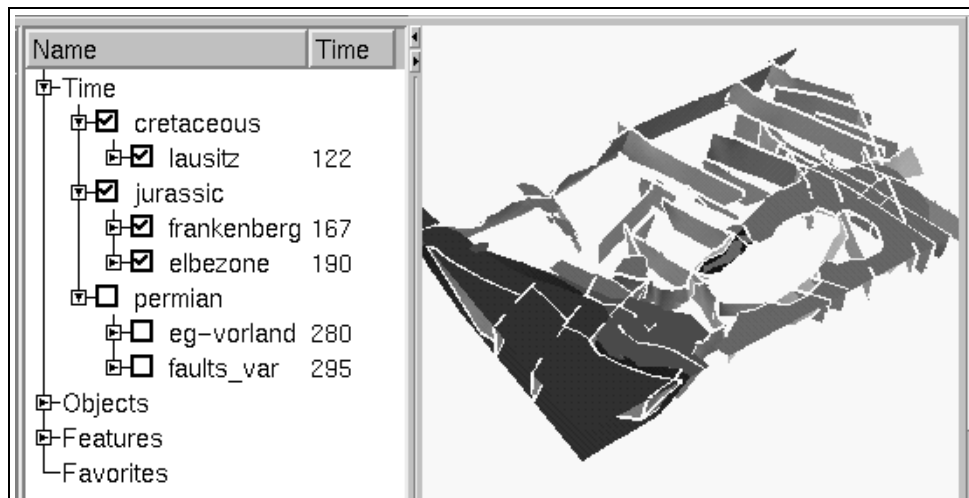 Name Time
Time
cretaceous
lausitz 122
jurassic
frankenberg 167
elbezone 190
permian
eg-vorland 280
faults_var 295
Objects
Features
Favorites